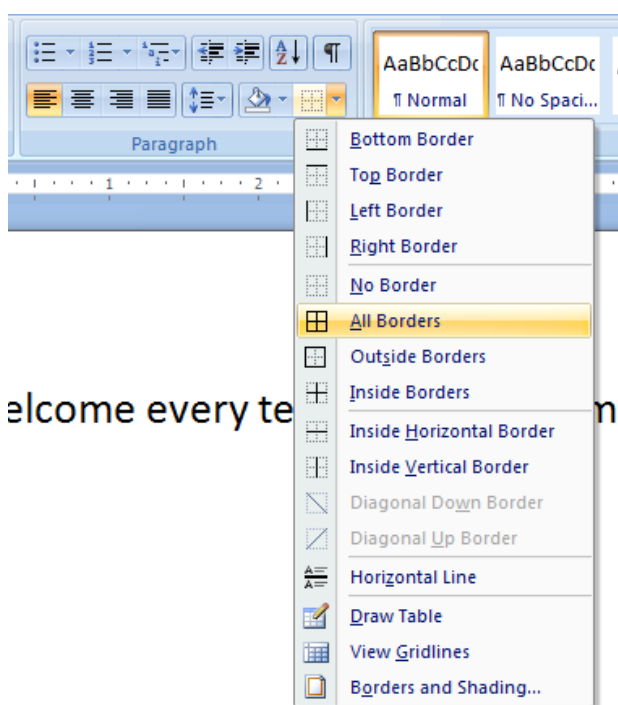 AaBbCcDc AaBbCcDc
¶ Normal ¶ No Spaci...
Paragraph
1 2
Bottom Border
Top Border
Left Border
Right Border
No Border
All Borders
Outside Borders
Inside Borders
elcome every te m
Inside Horizontal Border
Inside Vertical Border
Diagonal Down Border
Diagonal Up Border
Horizontal Line
Draw Table
View Gridlines
Borders and Shading...